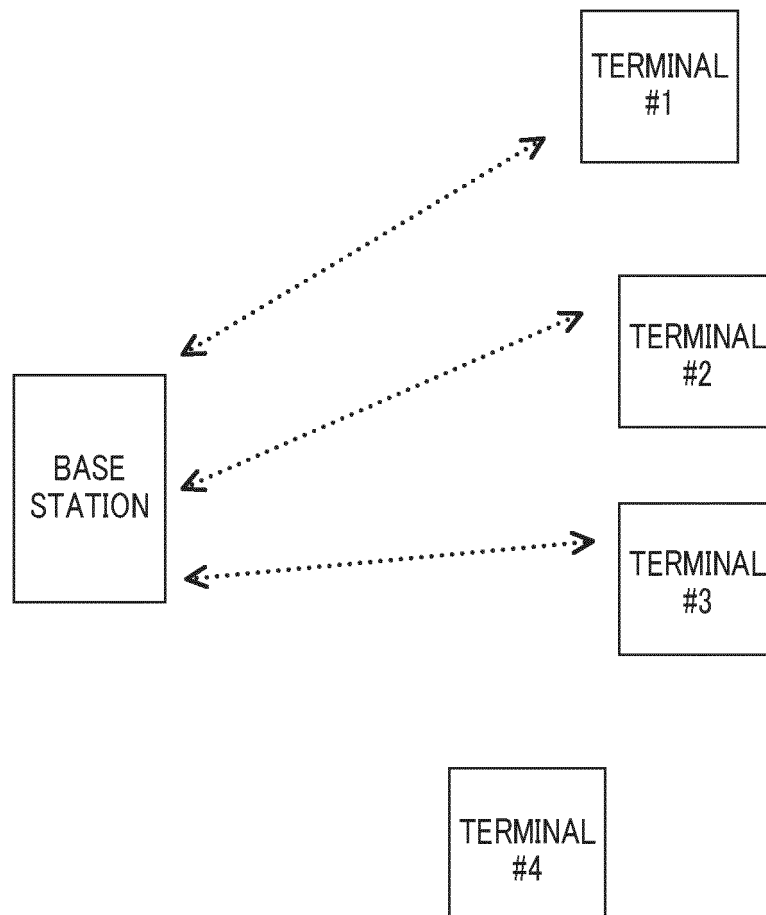 TERMINAL
#1
TERMINAL
#2
BASE
STATION
TERMINAL
#3
TERMINAL
#4